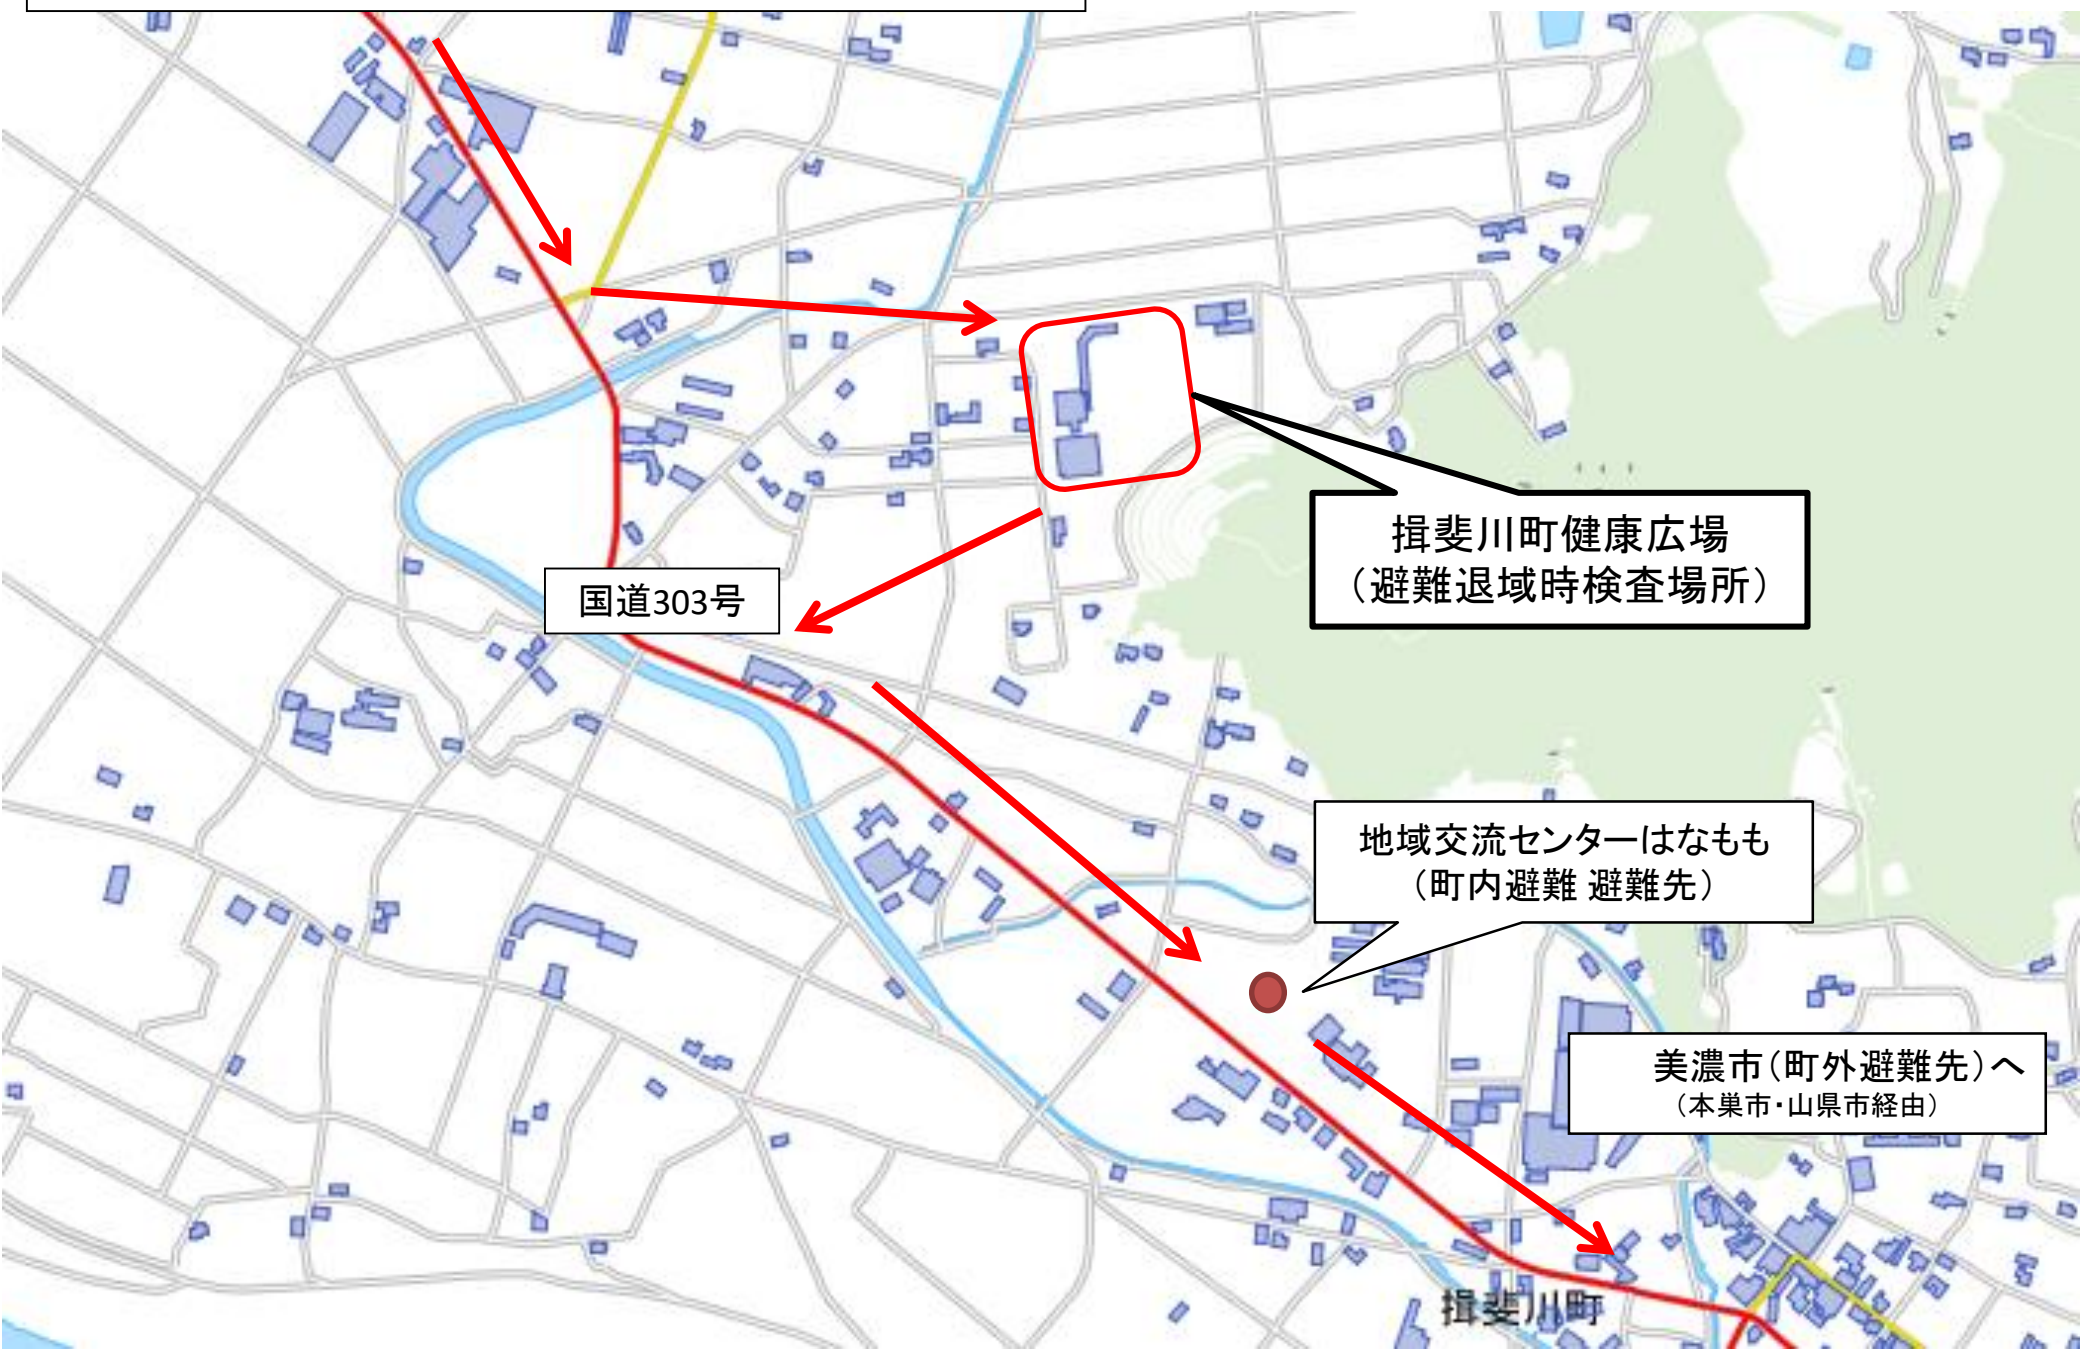 揖斐川町健康広場
（避難退域時検査場所）
国道303号
地域交流センターはなもも
（町内避難 避難先）
美濃市（町外避難先）へ
（本巣市・山県市経由）
揖斐川町